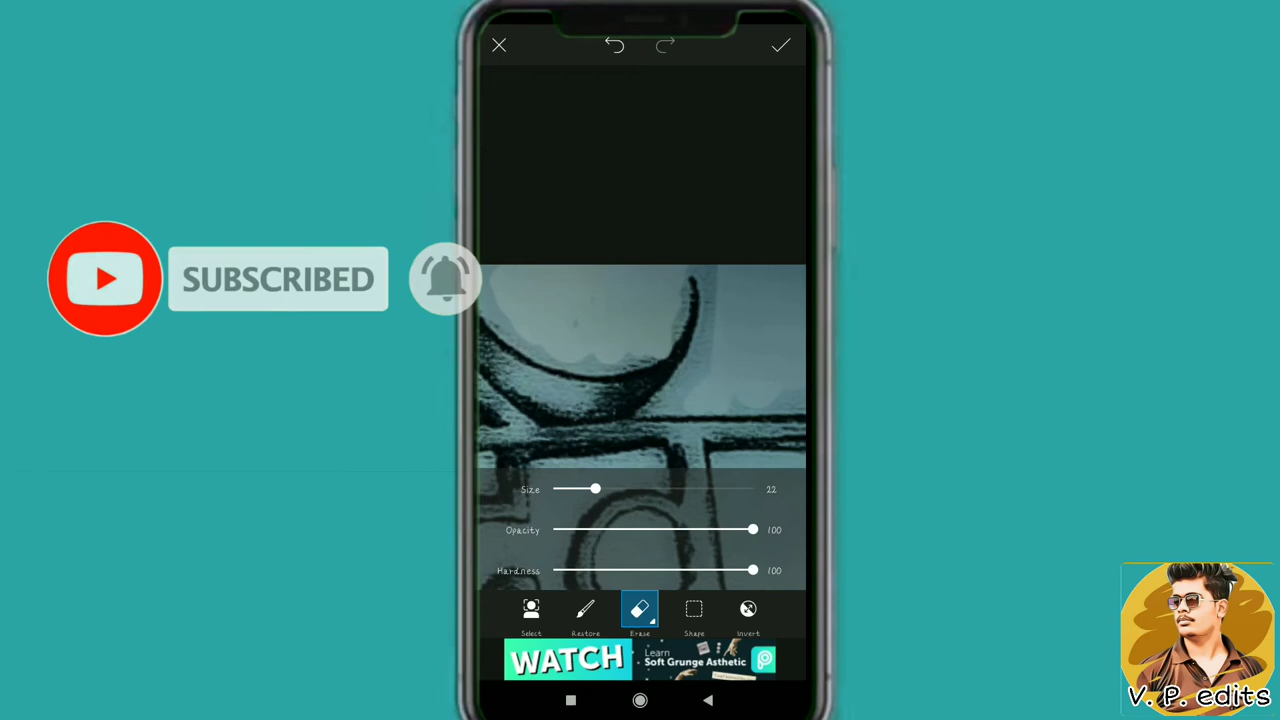 SUBSCRIBED
Size 22
Opacity 100
Hardness 100
Select Restore Erase Shape Invert
WATCH
Learn
Soft Grunge Asthetic
V. P. edits